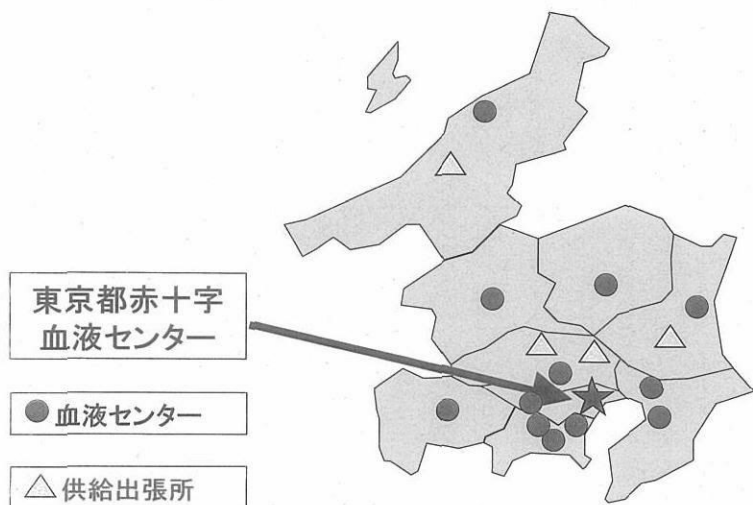 東京都赤十字
血液センター
血液センター
供給出張所